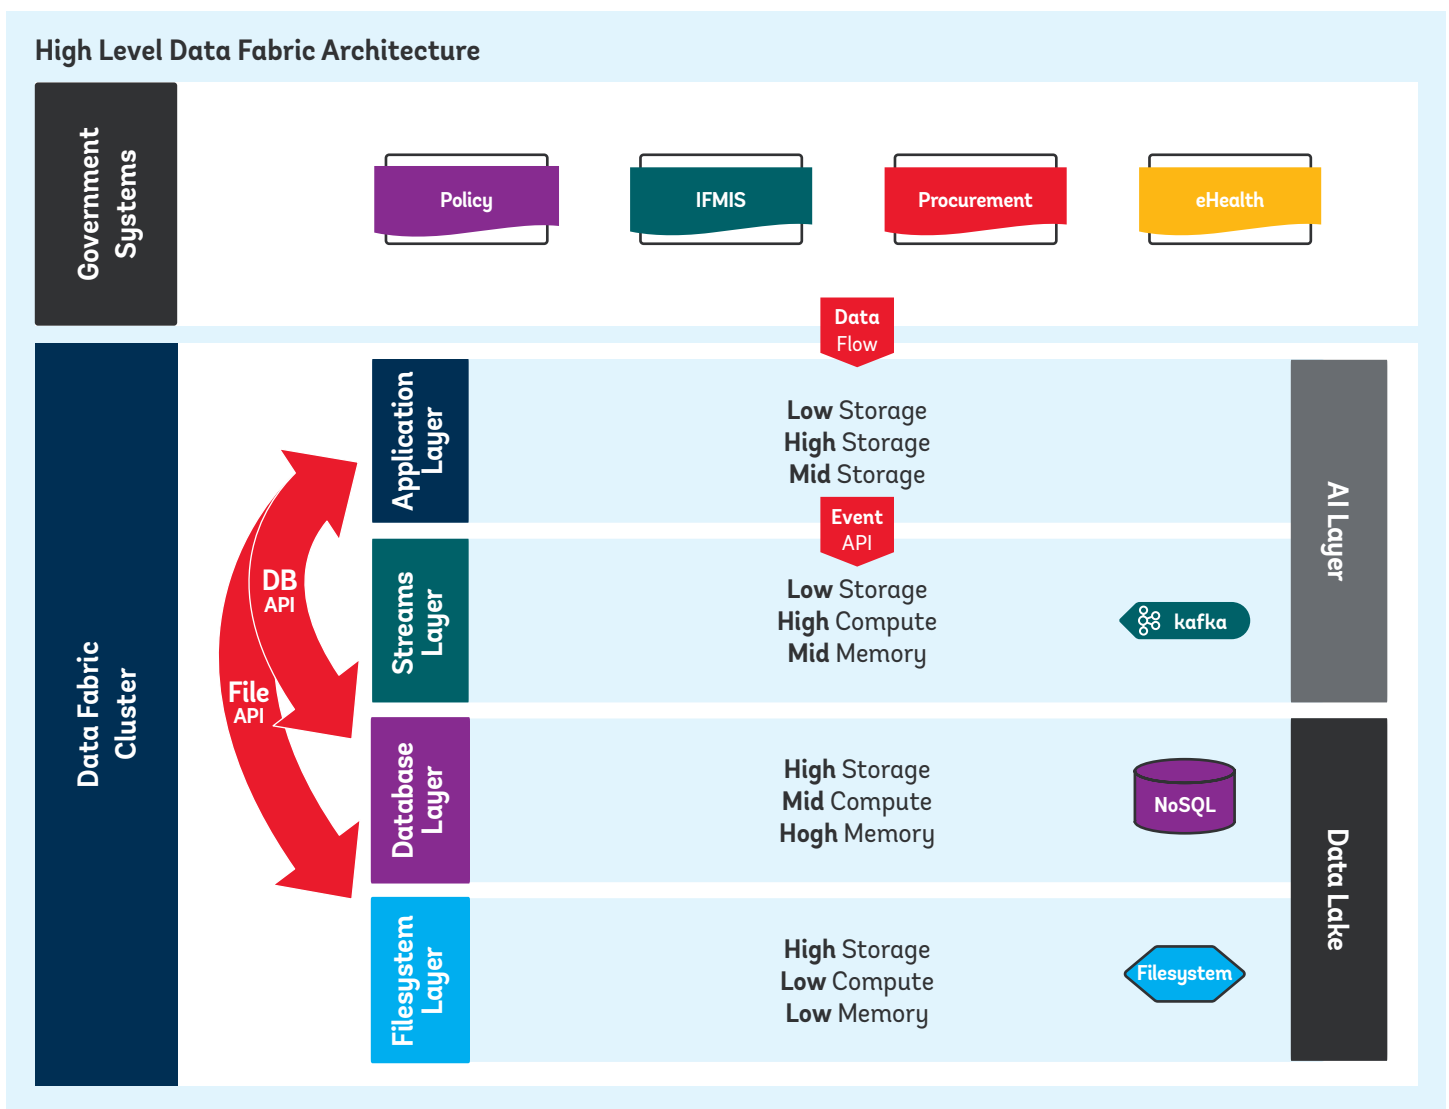 High Level Data Fabric Architecture
Government
Systems
Policy
IFMIS
Procurement
eHealth
Data
Flow
Data Fabric
Cluster
Application
Layer
Low Storage
High Storage
Mid Storage
AI Layer
Event
API
DB
API
File
API
Streams
Layer
Low Storage
High Compute
Mid Memory
kafka
Database
Layer
High Storage
Mid Compute
Hogh Memory
NoSQL
Data Lake
Filesystem
Layer
High Storage
Low Compute
Low Memory
Filesystem